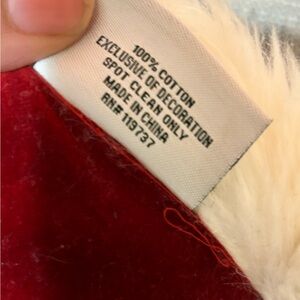 100% COTTON
EXCLUSIVE OF DECORATION
SPOT CLEAN ONLY
MADE IN CHINA
RN# 119737